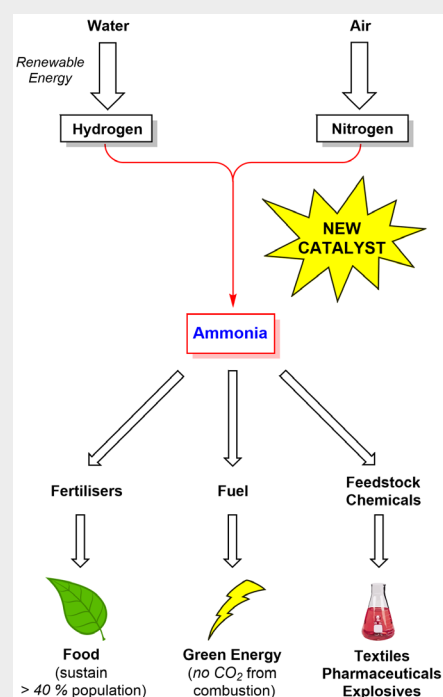 Water
Air
Renewable
Energy
Hydrogen
Nitrogen
NEW
CATALYST
Ammonia
Fertilisers
Fuel
Feedstock
Chemicals
Food
(sustain
> 40 % population)
Green Energy
(no CO₂ from
combustion)
Textiles
Pharmaceuticals
Explosives